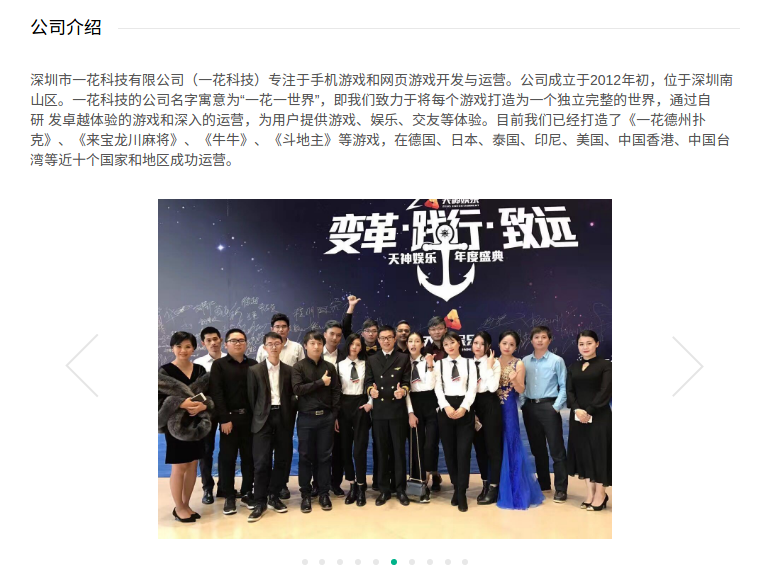 公司介绍
深圳市一花科技有限公司（一花科技）专注于手机游戏和网页游戏开发与运营。公司成立于2012年初，位于深圳南
山区。一花科技的公司名字寓意为“一花一世界”，即我们致力于将每个游戏打造为一个独立完整的世界，通过自
研 发卓越体验的游戏和深入的运营，为用户提供游戏、娱乐、交友等体验。目前我们已经打造了《一花德州扑
克》、《来宝龙川麻将》、《牛牛》、《斗地主》等游戏，在德国、日本、泰国、印尼、美国、中国香港、中国台
湾等近十个国家和地区成功运营。
变革·践行·致远
天神娱乐 年度盛典